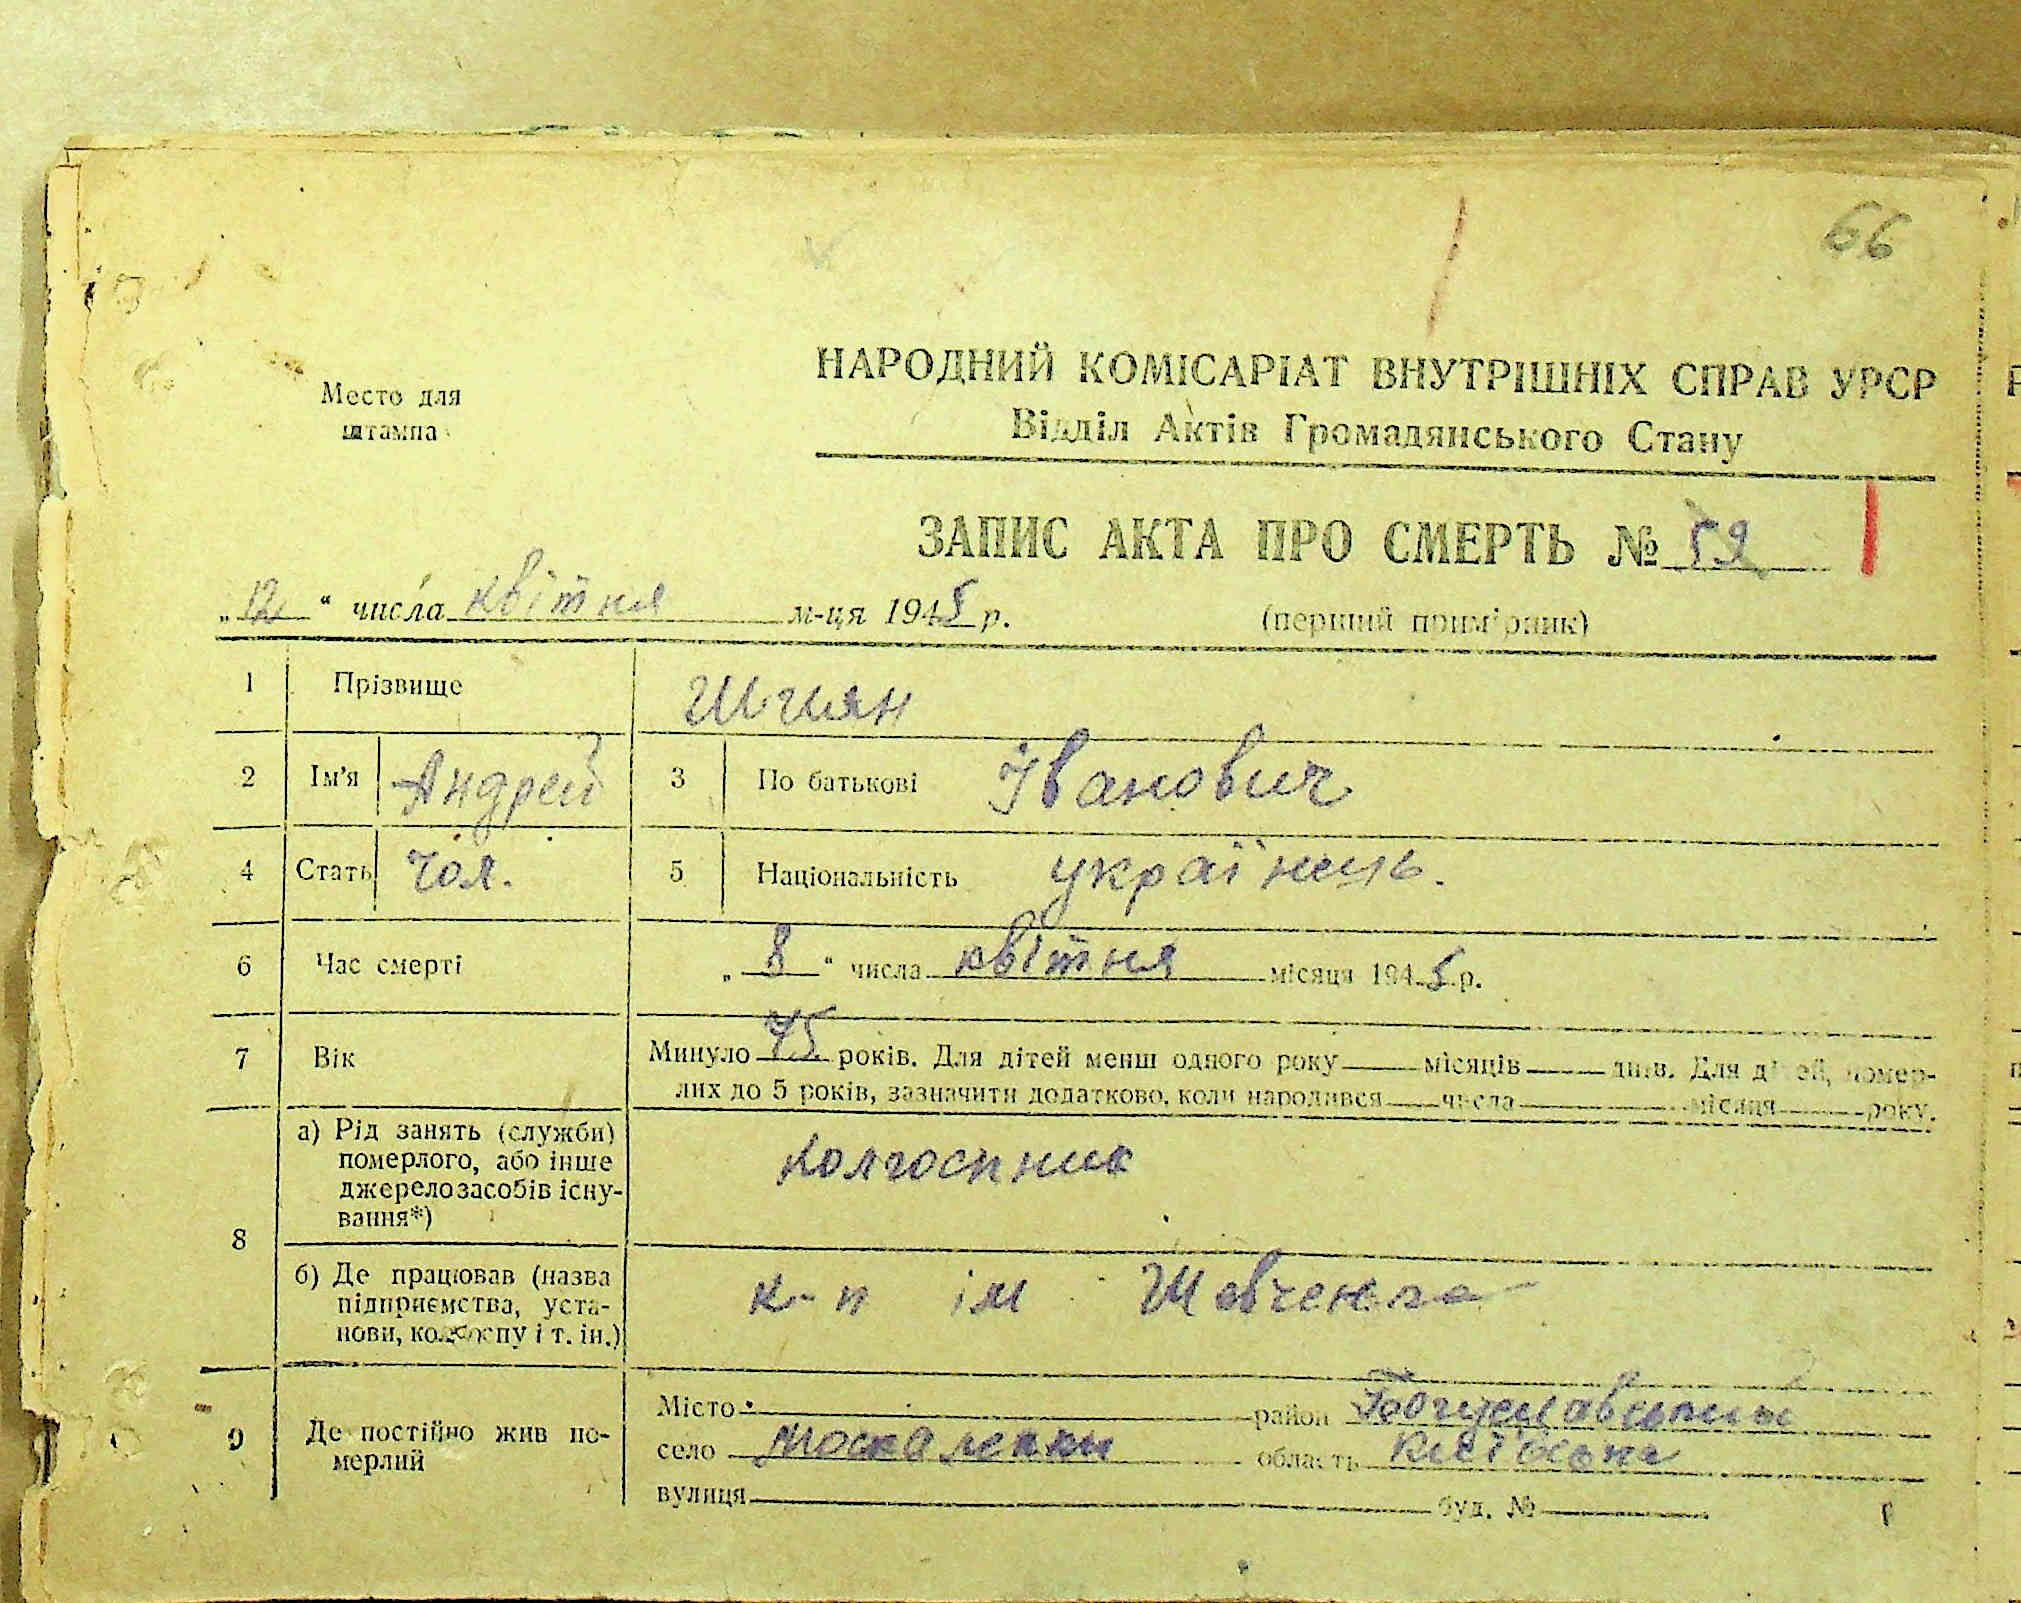 66
Место для
штампа
НАРОДНИЙ КОМІСАРІАТ ВНУТРІШНІХ СПРАВ УРСР
Відділ Актів Громадянського Стану
ЗАПИС АКТА ПРО СМЕРТЬ № 59
„12“ числа квітня м-ця 1945 р.
(перший примірник)
1 Прізвище Шиян
2 Ім'я Андрей 3 По батькові Іванович
4 Стать чол. 5 Національність українець.
6 Час смерті „8“ числа квітня місяця 1945 р.
7 Вік Минуло 75 років. Для дітей менш одного року місяців днів. Для дітей, помер-
лих до 5 років, зазначити додатково, коли народився числа місяця року.
8 а) Рід занять (служби)
померлого, або інше
джерело засобів існу-
вання*)
колгоспник
б) Де працював (назва
підприємства, уста-
нови, колгоспу і т. ін.)
к-п ім Шевченка
9 Де постійно жив по-
мерлий
Місто район Богуславський
село Москаленки область Київська
вулиця буд. №